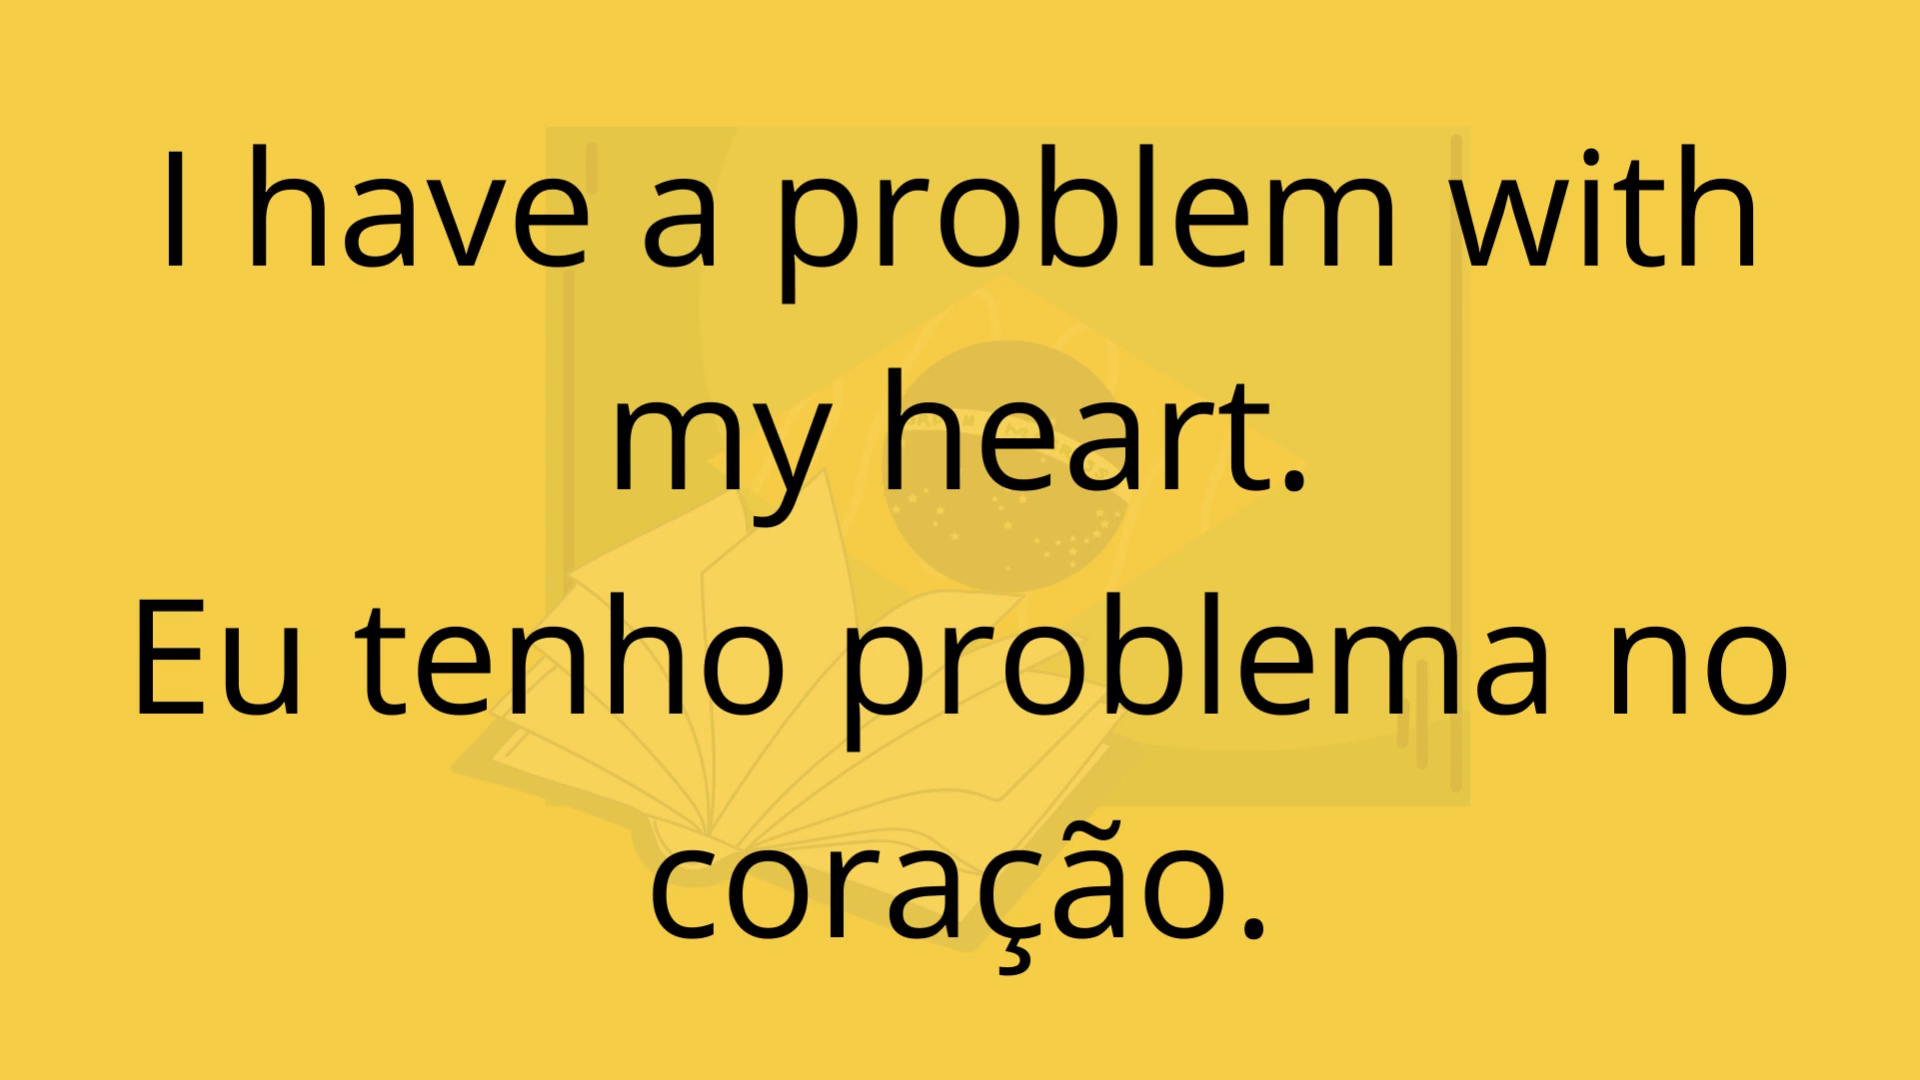 I have a problem with
my heart.
Eu tenho problema no
coração.